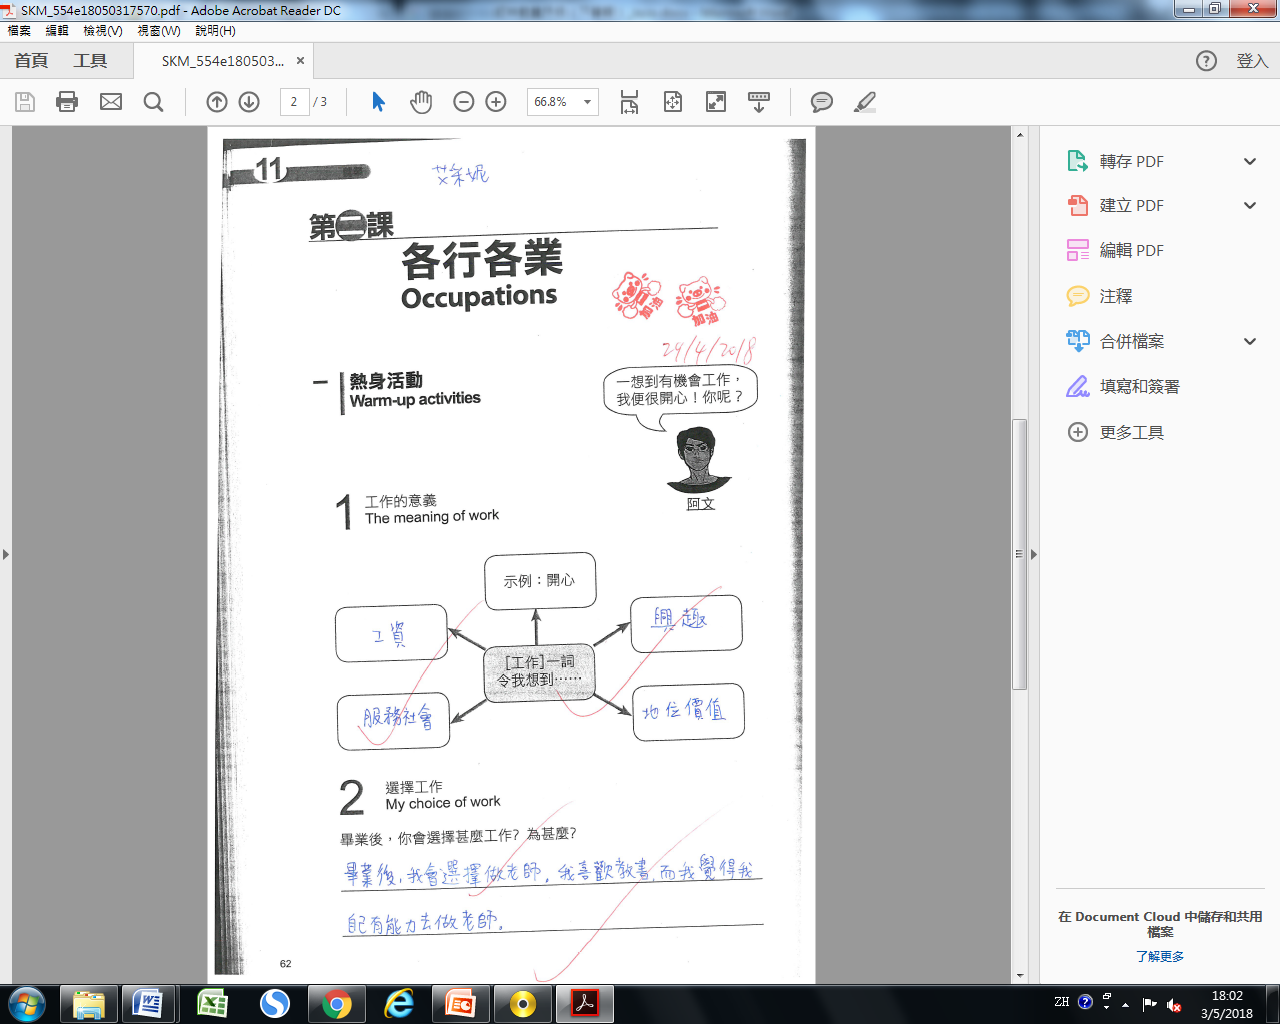 SKM_554e18050317570.pdf - Adobe Acrobat Reader DC
檔案 編輯 檢視(V) 視窗(W) 說明(H)
首頁 工具 SKM_554e180503... × 登入
2 / 3 66.8%
11
艾采妮
第二課
各行各業
Occupations
加油 加油
24/4/2018
一 熱身活動
Warm-up activities
一想到有機會工作，
我便很開心！你呢？
阿文
1 工作的意義
The meaning of work
示例：開心
工資
興趣
[工作]一詞
令我想到⋯⋯
服務社會
地位價值
2 選擇工作
My choice of work
畢業後，你會選擇甚麼工作？為甚麼？
畢業後，我會選擇做老師。我喜歡教書，而我覺得我
自己有能力去做老師。
62
轉存 PDF
建立 PDF
編輯 PDF
注釋
合併檔案
填寫和簽署
更多工具
在 Document Cloud 中儲存和共用
檔案
了解更多
ZH
18:02
3/5/2018